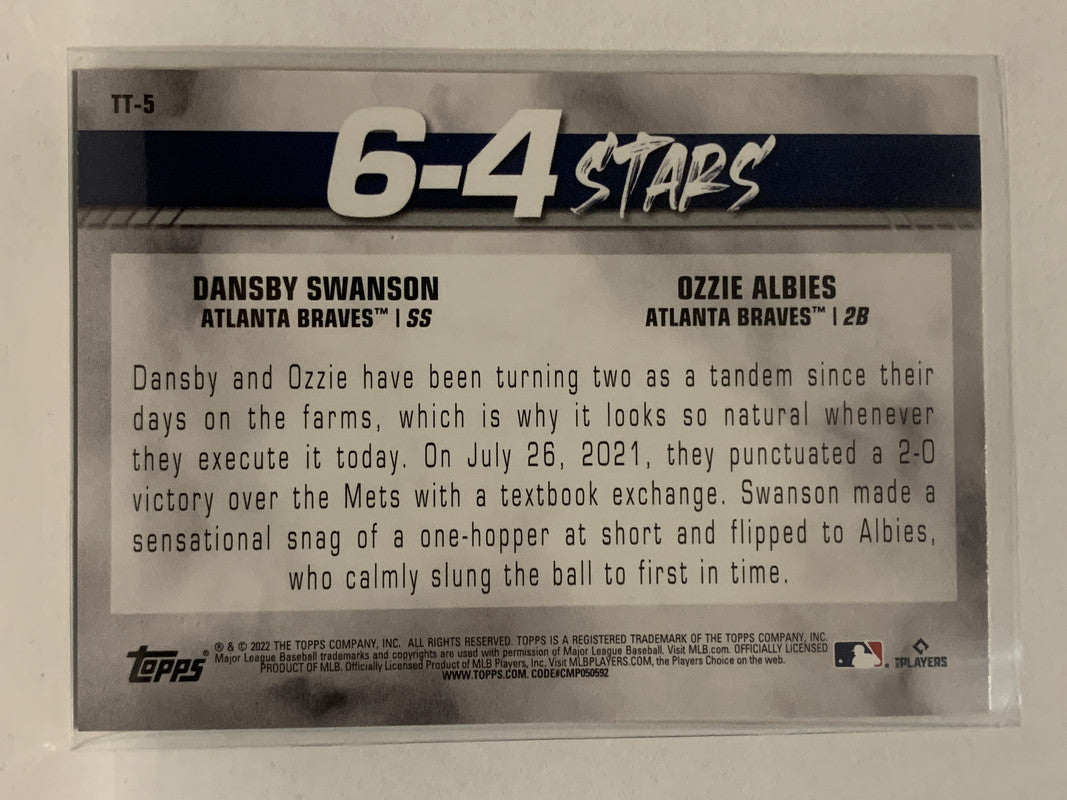 TT-5
6-4 STARS
DANSBY SWANSON
ATLANTA BRAVES™ | SS
OZZIE ALBIES
ATLANTA BRAVES™ | 2B
Dansby and Ozzie have been turning two as a tandem since their
days on the farms, which is why it looks so natural whenever
they execute it today. On July 26, 2021, they punctuated a 2-0
victory over the Mets with a textbook exchange. Swanson made a
sensational snag of a one-hopper at short and flipped to Albies,
who calmly slung the ball to first in time.
TOPPS®
® & © 2022 THE TOPPS COMPANY, INC. ALL RIGHTS RESERVED. TOPPS IS A REGISTERED TRADEMARK OF THE TOPPS COMPANY, INC.
Major League Baseball trademarks and copyrights are used with permission of Major League Baseball. Visit MLB.com. OFFICIALLY LICENSED
PRODUCT OF MLB. Officially Licensed Product of MLB Players, Inc. Visit MLBPLAYERS.COM, the Players Choice on the web.
WWW.TOPPS.COM. CODE#CMP050592
MLB PLAYERS